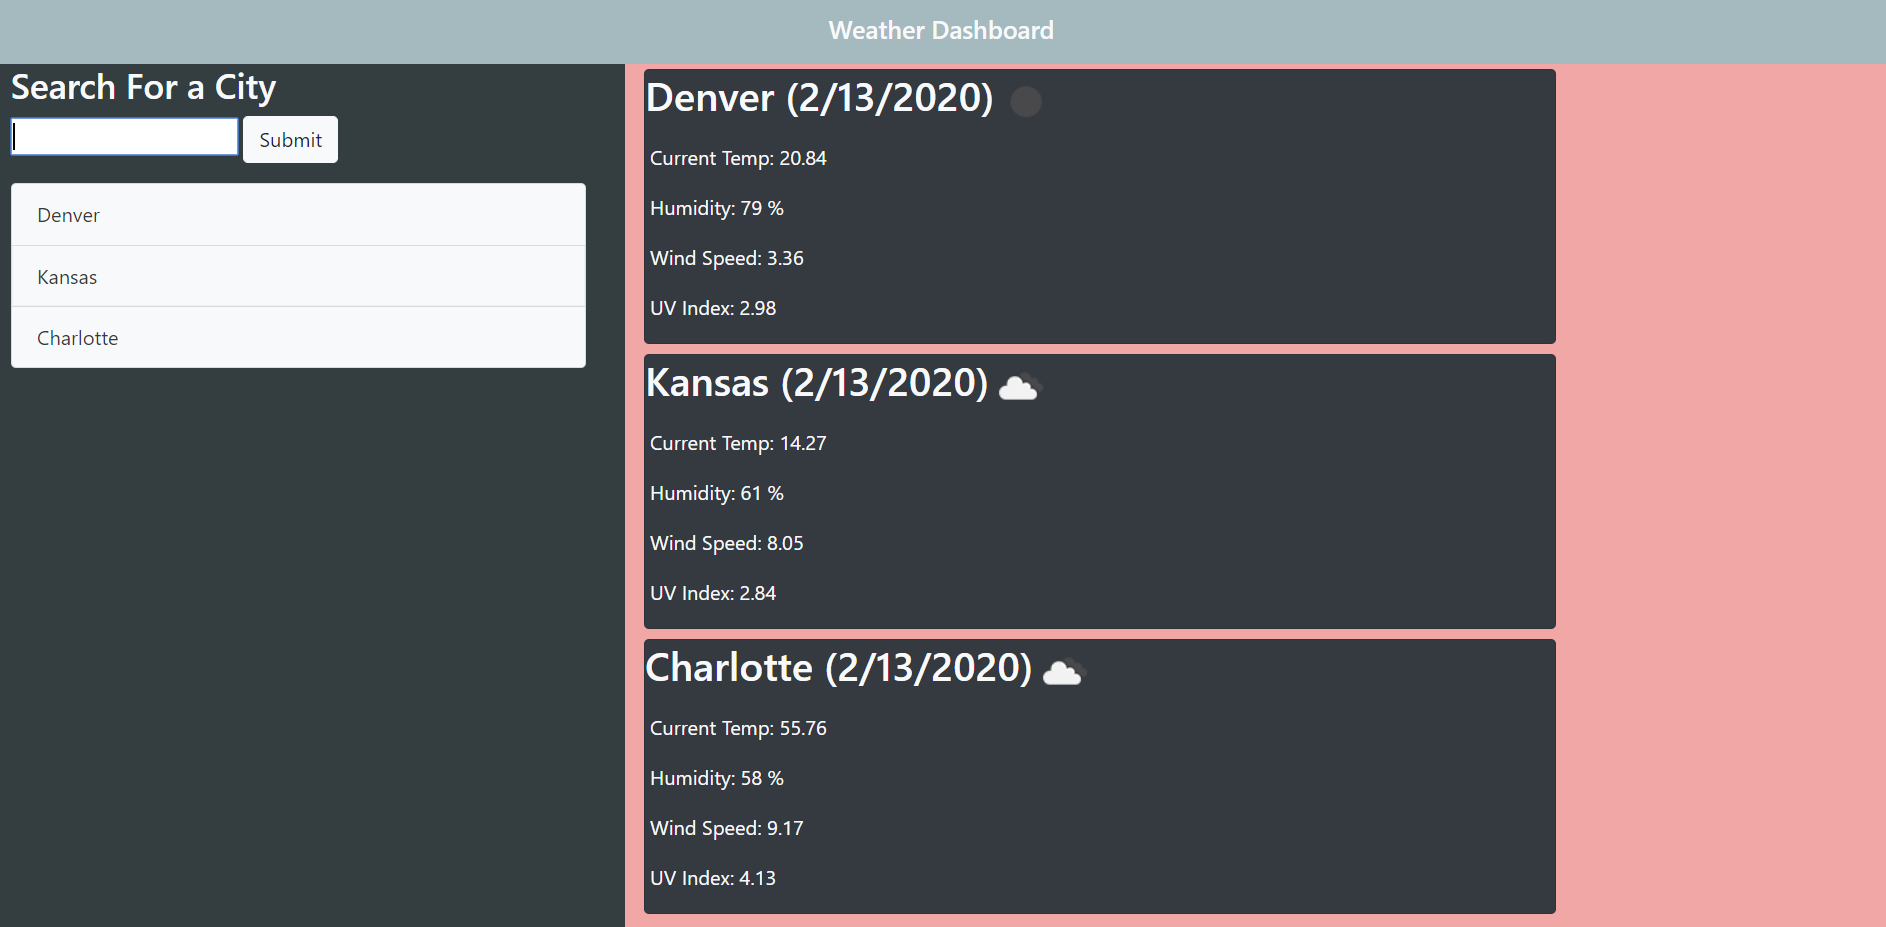 Weather Dashboard
Search For a City
Submit
Denver
Kansas
Charlotte
Denver (2/13/2020)
Current Temp: 20.84
Humidity: 79 %
Wind Speed: 3.36
UV Index: 2.98
Kansas (2/13/2020)
Current Temp: 14.27
Humidity: 61 %
Wind Speed: 8.05
UV Index: 2.84
Charlotte (2/13/2020)
Current Temp: 55.76
Humidity: 58 %
Wind Speed: 9.17
UV Index: 4.13